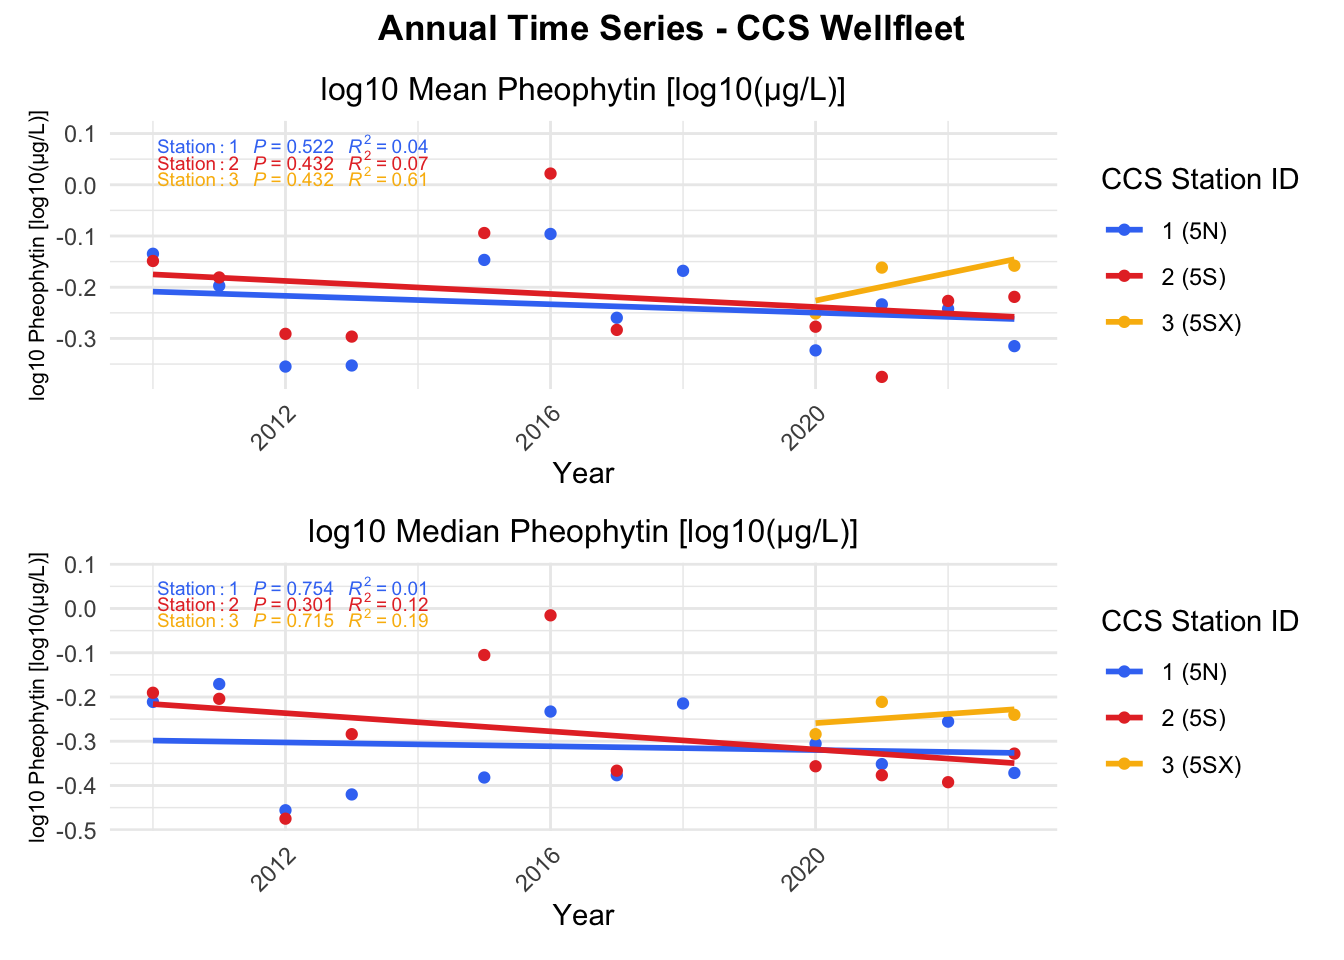 Annual Time Series - CCS Wellfleet
log10 Mean Pheophytin [log10(µg/L)]
log10 Pheophytin [log10(µg/L)]
0.1
0.0
-0.1
-0.2
-0.3
Station : 1 P = 0.522 R² = 0.04
Station : 2 P = 0.432 R² = 0.07
Station : 3 P = 0.432 R² = 0.61
2012
2016
2020
Year
CCS Station ID
1 (5N)
2 (5S)
3 (5SX)
log10 Median Pheophytin [log10(µg/L)]
log10 Pheophytin [log10(µg/L)]
0.1
0.0
-0.1
-0.2
-0.3
-0.4
-0.5
Station : 1 P = 0.754 R² = 0.01
Station : 2 P = 0.301 R² = 0.12
Station : 3 P = 0.715 R² = 0.19
2012
2016
2020
Year
CCS Station ID
1 (5N)
2 (5S)
3 (5SX)